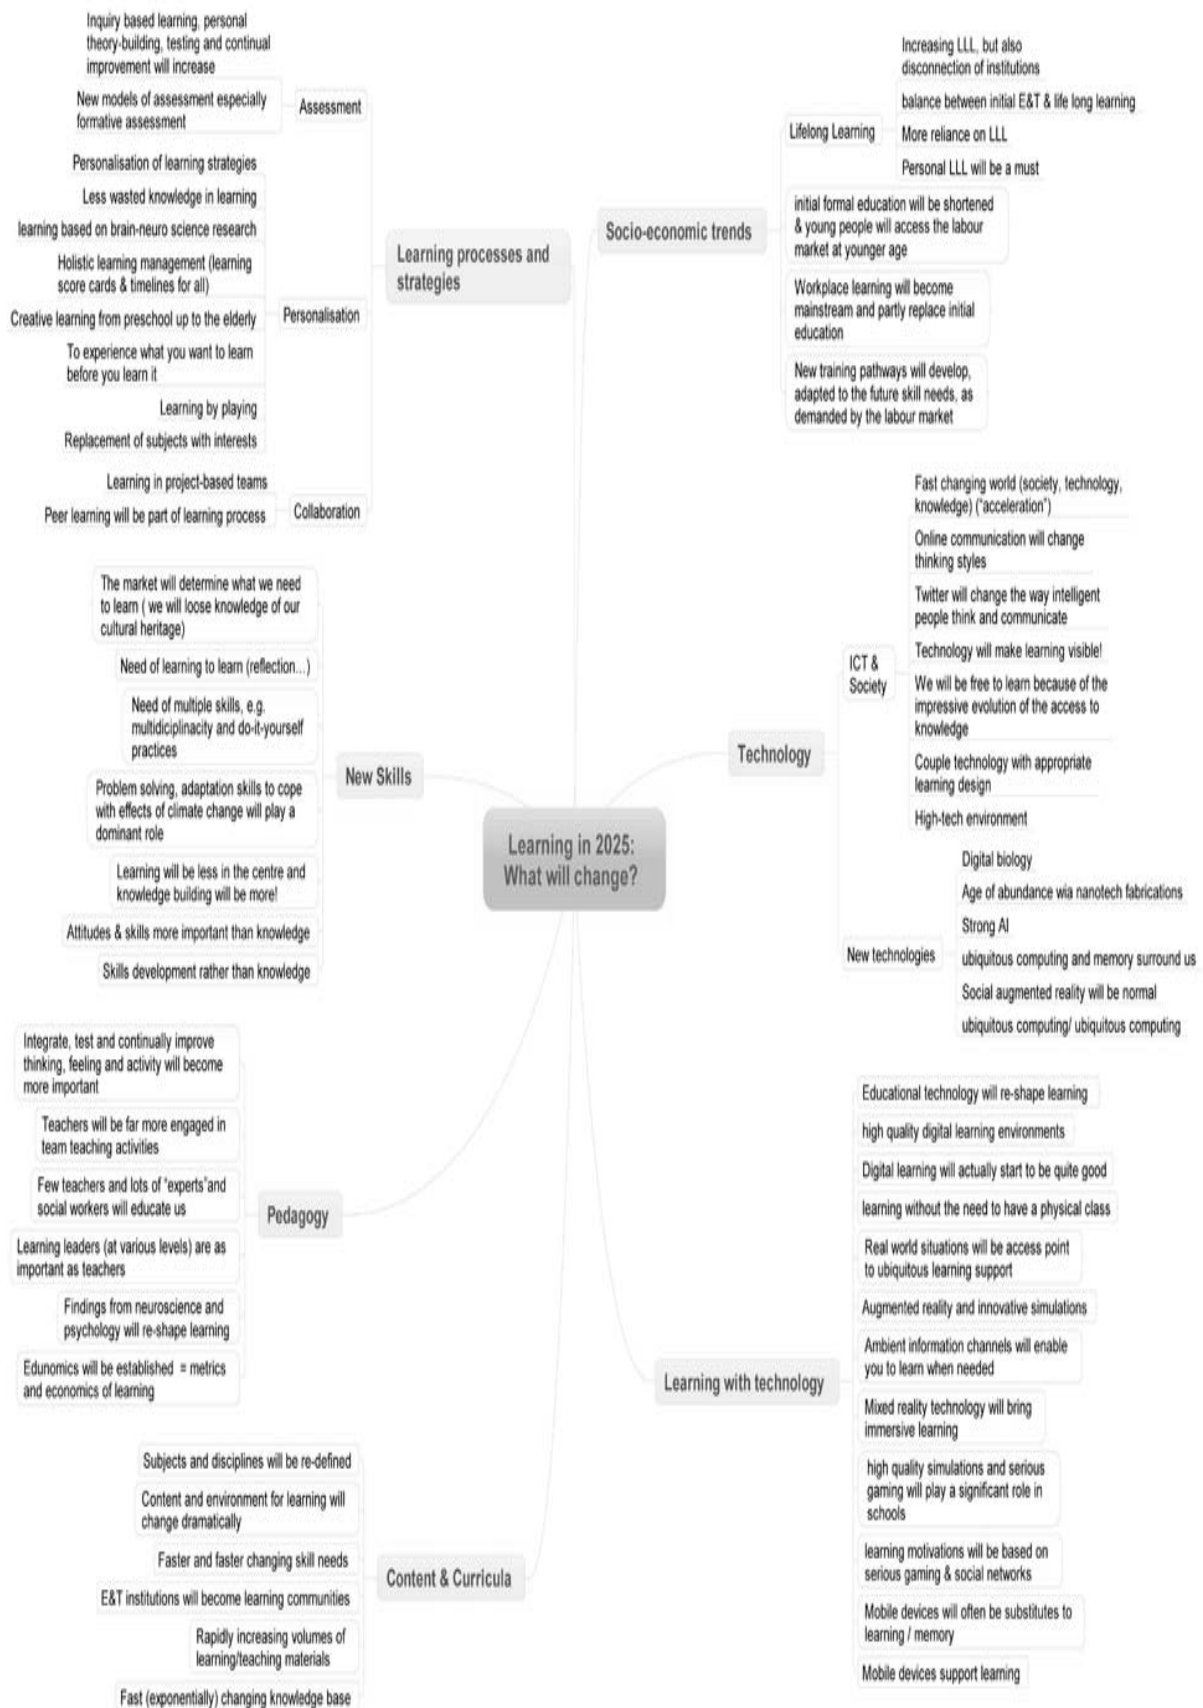 Inquiry based learning, personal
theory-building, testing and continual
improvement will increase
New models of assessment especially
formative assessment
Assessment
Personalisation of learning strategies
Less wasted knowledge in learning
learning based on brain-neuro science research
Holistic learning management (learning
score cards & timelines for all)
Creative learning from preschool up to the elderly
To experience what you want to learn
before you learn it
Learning by playing
Replacement of subjects with interests
Personalisation
Learning in project-based teams
Peer learning will be part of learning process
Collaboration
Learning processes and
strategies
The market will determine what we need
to learn ( we will loose knowledge of our
cultural heritage)
Need of learning to learn (reflection...)
Need of multiple skills, e.g.
multidiciplinacity and do-it-yourself
practices
Problem solving, adaptation skills to cope
with effects of climate change will play a
dominant role
Learning will be less in the centre and
knowledge building will be more!
Attitudes & skills more important than knowledge
Skills development rather than knowledge
New Skills
Integrate, test and continually improve
thinking, feeling and activity will become
more important
Teachers will be far more engaged in
team teaching activities
Few teachers and lots of "experts"and
social workers will educate us
Learning leaders (at various levels) are as
important as teachers
Findings from neuroscience and
psychology will re-shape learning
Edunomics will be established = metrics
and economics of learning
Pedagogy
Subjects and disciplines will be re-defined
Content and environment for learning will
change dramatically
Faster and faster changing skill needs
E&T institutions will become learning communities
Rapidly increasing volumes of
learning/teaching materials
Fast (exponentially) changing knowledge base
Content & Curricula
Learning in 2025:
What will change?
Socio-economic trends
Lifelong Learning
Increasing LLL, but also
disconnection of institutions
balance between initial E&T & life long learning
More reliance on LLL
Personal LLL will be a must
initial formal education will be shortened
& young people will access the labour
market at younger age
Workplace learning will become
mainstream and partly replace initial
education
New training pathways will develop,
adapted to the future skill needs, as
demanded by the labour market
Technology
ICT &
Society
Fast changing world (society, technology,
knowledge) ("acceleration")
Online communication will change
thinking styles
Twitter will change the way intelligent
people think and communicate
Technology will make learning visible!
We will be free to learn because of the
impressive evolution of the access to
knowledge
Couple technology with appropriate
learning design
High-tech environment
New technologies
Digital biology
Age of abundance wia nanotech fabrications
Strong AI
ubiquitous computing and memory surround us
Social augmented reality will be normal
ubiquitous computing/ ubiquitous computing
Learning with technology
Educational technology will re-shape learning
high quality digital learning environments
Digital learning will actually start to be quite good
learning without the need to have a physical class
Real world situations will be access point
to ubiquitous learning support
Augmented reality and innovative simulations
Ambient information channels will enable
you to learn when needed
Mixed reality technology will bring
immersive learning
high quality simulations and serious
gaming will play a significant role in
schools
learning motivations will be based on
serious gaming & social networks
Mobile devices will often be substitutes to
learning / memory
Mobile devices support learning